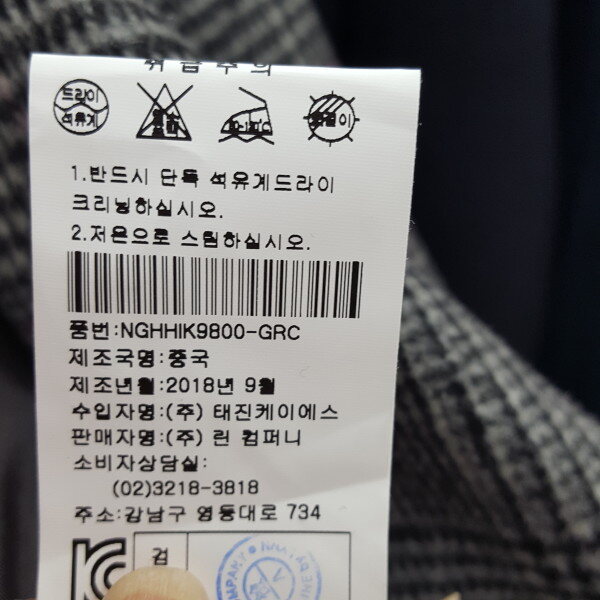 취급주의
드라이
석유계
1.반드시 단독 석유계드라이
크리닝하십시오.
2.저온으로 스팀하십시오.
품번:NGHHIK9800-GRC
제조국명:중국
제조년월:2018년 9월
수입자명:(주) 태진케이에스
판매자명:(주) 린 컴퍼니
소비자상담실:
(02)3218-3818
주소:강남구 영동대로 734
KC
검